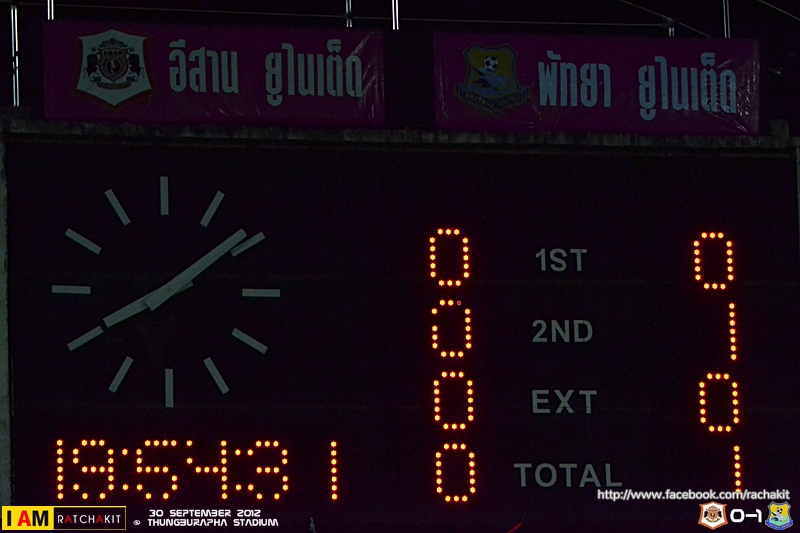 อีสาน ยูไนเต็ด
พัทยา ยูไนเต็ด
0 1ST 0
0 2ND 1
0 EXT 0
0 TOTAL 1
19:54:31 1
http://www.facebook.com/rachakit
I AM RATCHAKIT
30 SEPTEMBER 2012
© THUNGBURAPHA STADIUM
0-1